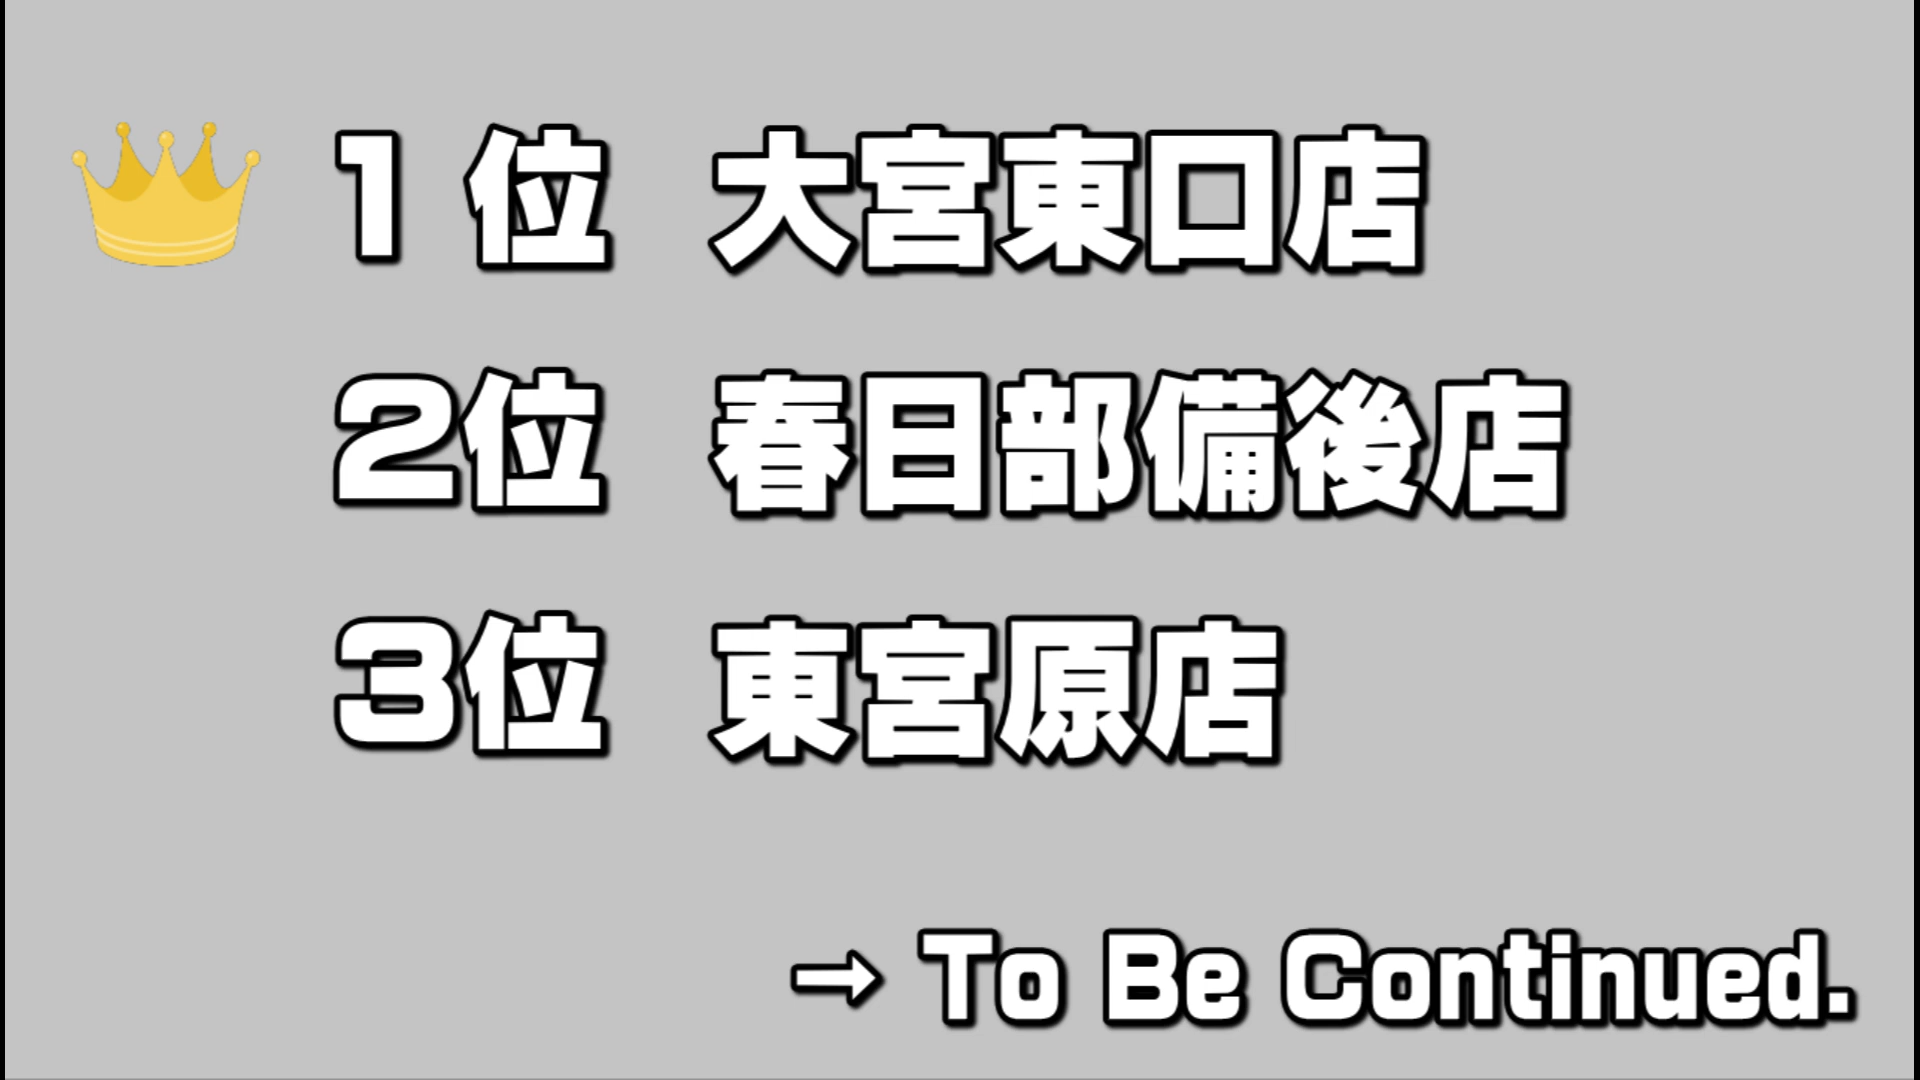 1位 大宮東口店
2位 春日部備後店
3位 東宮原店
→ To Be Continued.